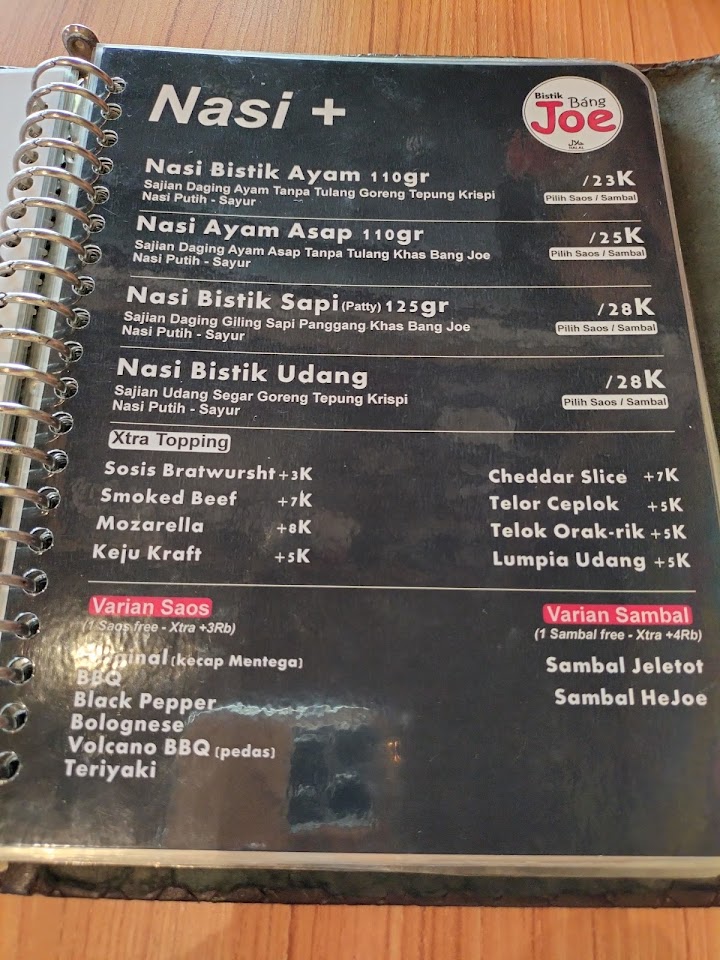 Nasi +
Bistik Bang
Joe
HALAL
Nasi Bistik Ayam 110gr /23K
Sajian Daging Ayam Tanpa Tulang Goreng Tepung Krispi
Nasi Putih - Sayur
Pilih Saos / Sambal
Nasi Ayam Asap 110gr /25K
Sajian Daging Ayam Asap Tanpa Tulang Khas Bang Joe
Nasi Putih - Sayur
Pilih Saos / Sambal
Nasi Bistik Sapi (Patty) 125gr /28K
Sajian Daging Giling Sapi Panggang Khas Bang Joe
Nasi Putih - Sayur
Pilih Saos / Sambal
Nasi Bistik Udang /28K
Sajian Udang Segar Goreng Tepung Krispi
Nasi Putih - Sayur
Pilih Saos / Sambal
Xtra Topping
Sosis Bratwursht +3K
Smoked Beef +7K
Mozarella +8K
Keju Kraft +5K
Cheddar Slice +7K
Telor Ceplok +5K
Telok Orak-rik +5K
Lumpia Udang +5K
Varian Saos
(1 Saos free - Xtra +3Rb)
Original (kecap Mentega)
BBQ
Black Pepper
Bolognese
Volcano BBQ (pedas)
Teriyaki
Varian Sambal
(1 Sambal free - Xtra +4Rb)
Sambal Jeletot
Sambal HeJoe